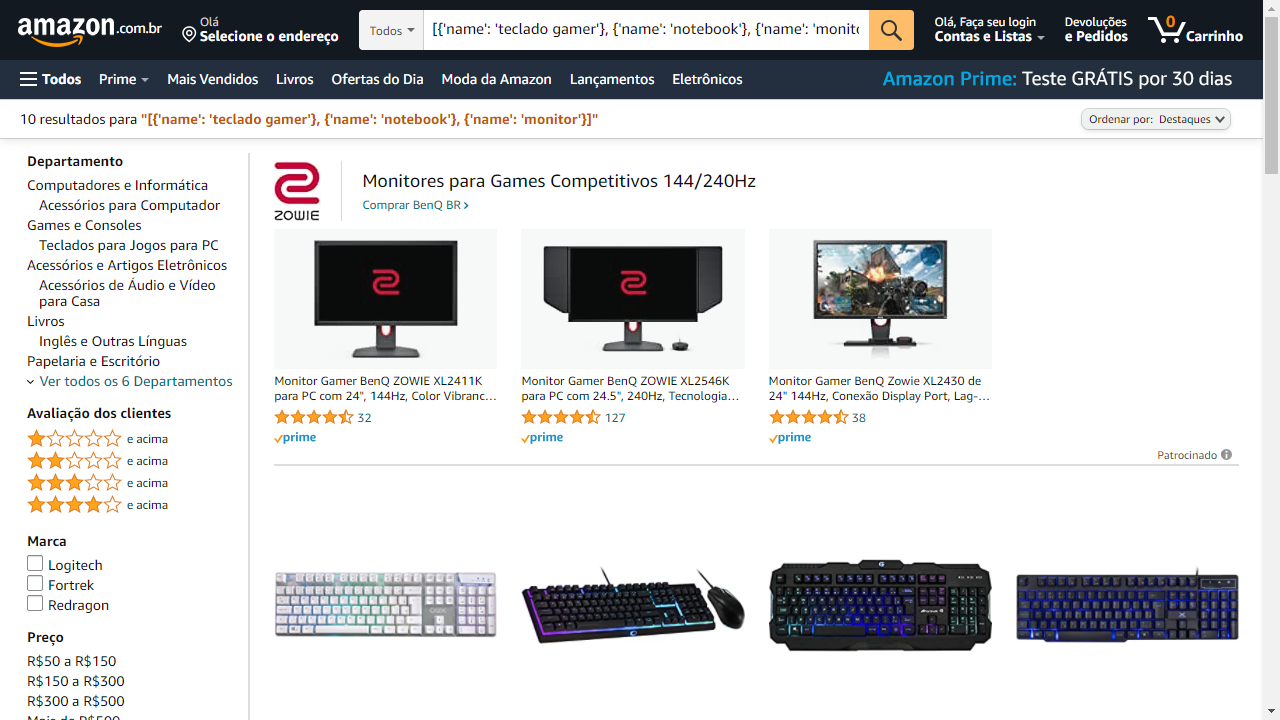 amazon.com.br
Olá
Selecione o endereço
Todos
[{'name': 'teclado gamer'}, {'name': 'notebook'}, {'name': 'monito
Olá, Faça seu login
Contas e Listas
Devoluções
e Pedidos
0
Carrinho
Todos
Prime
Mais Vendidos
Livros
Ofertas do Dia
Moda da Amazon
Lançamentos
Eletrônicos
Amazon Prime: Teste GRÁTIS por 30 dias
10 resultados para "[{'name': 'teclado gamer'}, {'name': 'notebook'}, {'name': 'monitor'}]"
Ordenar por: Destaques
Departamento
Computadores e Informática
Acessórios para Computador
Games e Consoles
Teclados para Jogos para PC
Acessórios e Artigos Eletrônicos
Acessórios de Áudio e Vídeo
para Casa
Livros
Inglês e Outras Línguas
Papelaria e Escritório
Ver todos os 6 Departamentos
Avaliação dos clientes
e acima
e acima
e acima
e acima
Marca
Logitech
Fortrek
Redragon
Preço
R$50 a R$150
R$150 a R$300
R$300 a R$500
Mais de R$500
ZOWIE
Monitores para Games Competitivos 144/240Hz
Comprar BenQ BR
Monitor Gamer BenQ ZOWIE XL2411K
para PC com 24", 144Hz, Color Vibranc…
32
prime
Monitor Gamer BenQ ZOWIE XL2546K
para PC com 24.5", 240Hz, Tecnologia…
127
prime
Monitor Gamer BenQ Zowie XL2430 de
24" 144Hz, Conexão Display Port, Lag-…
38
prime
Patrocinado